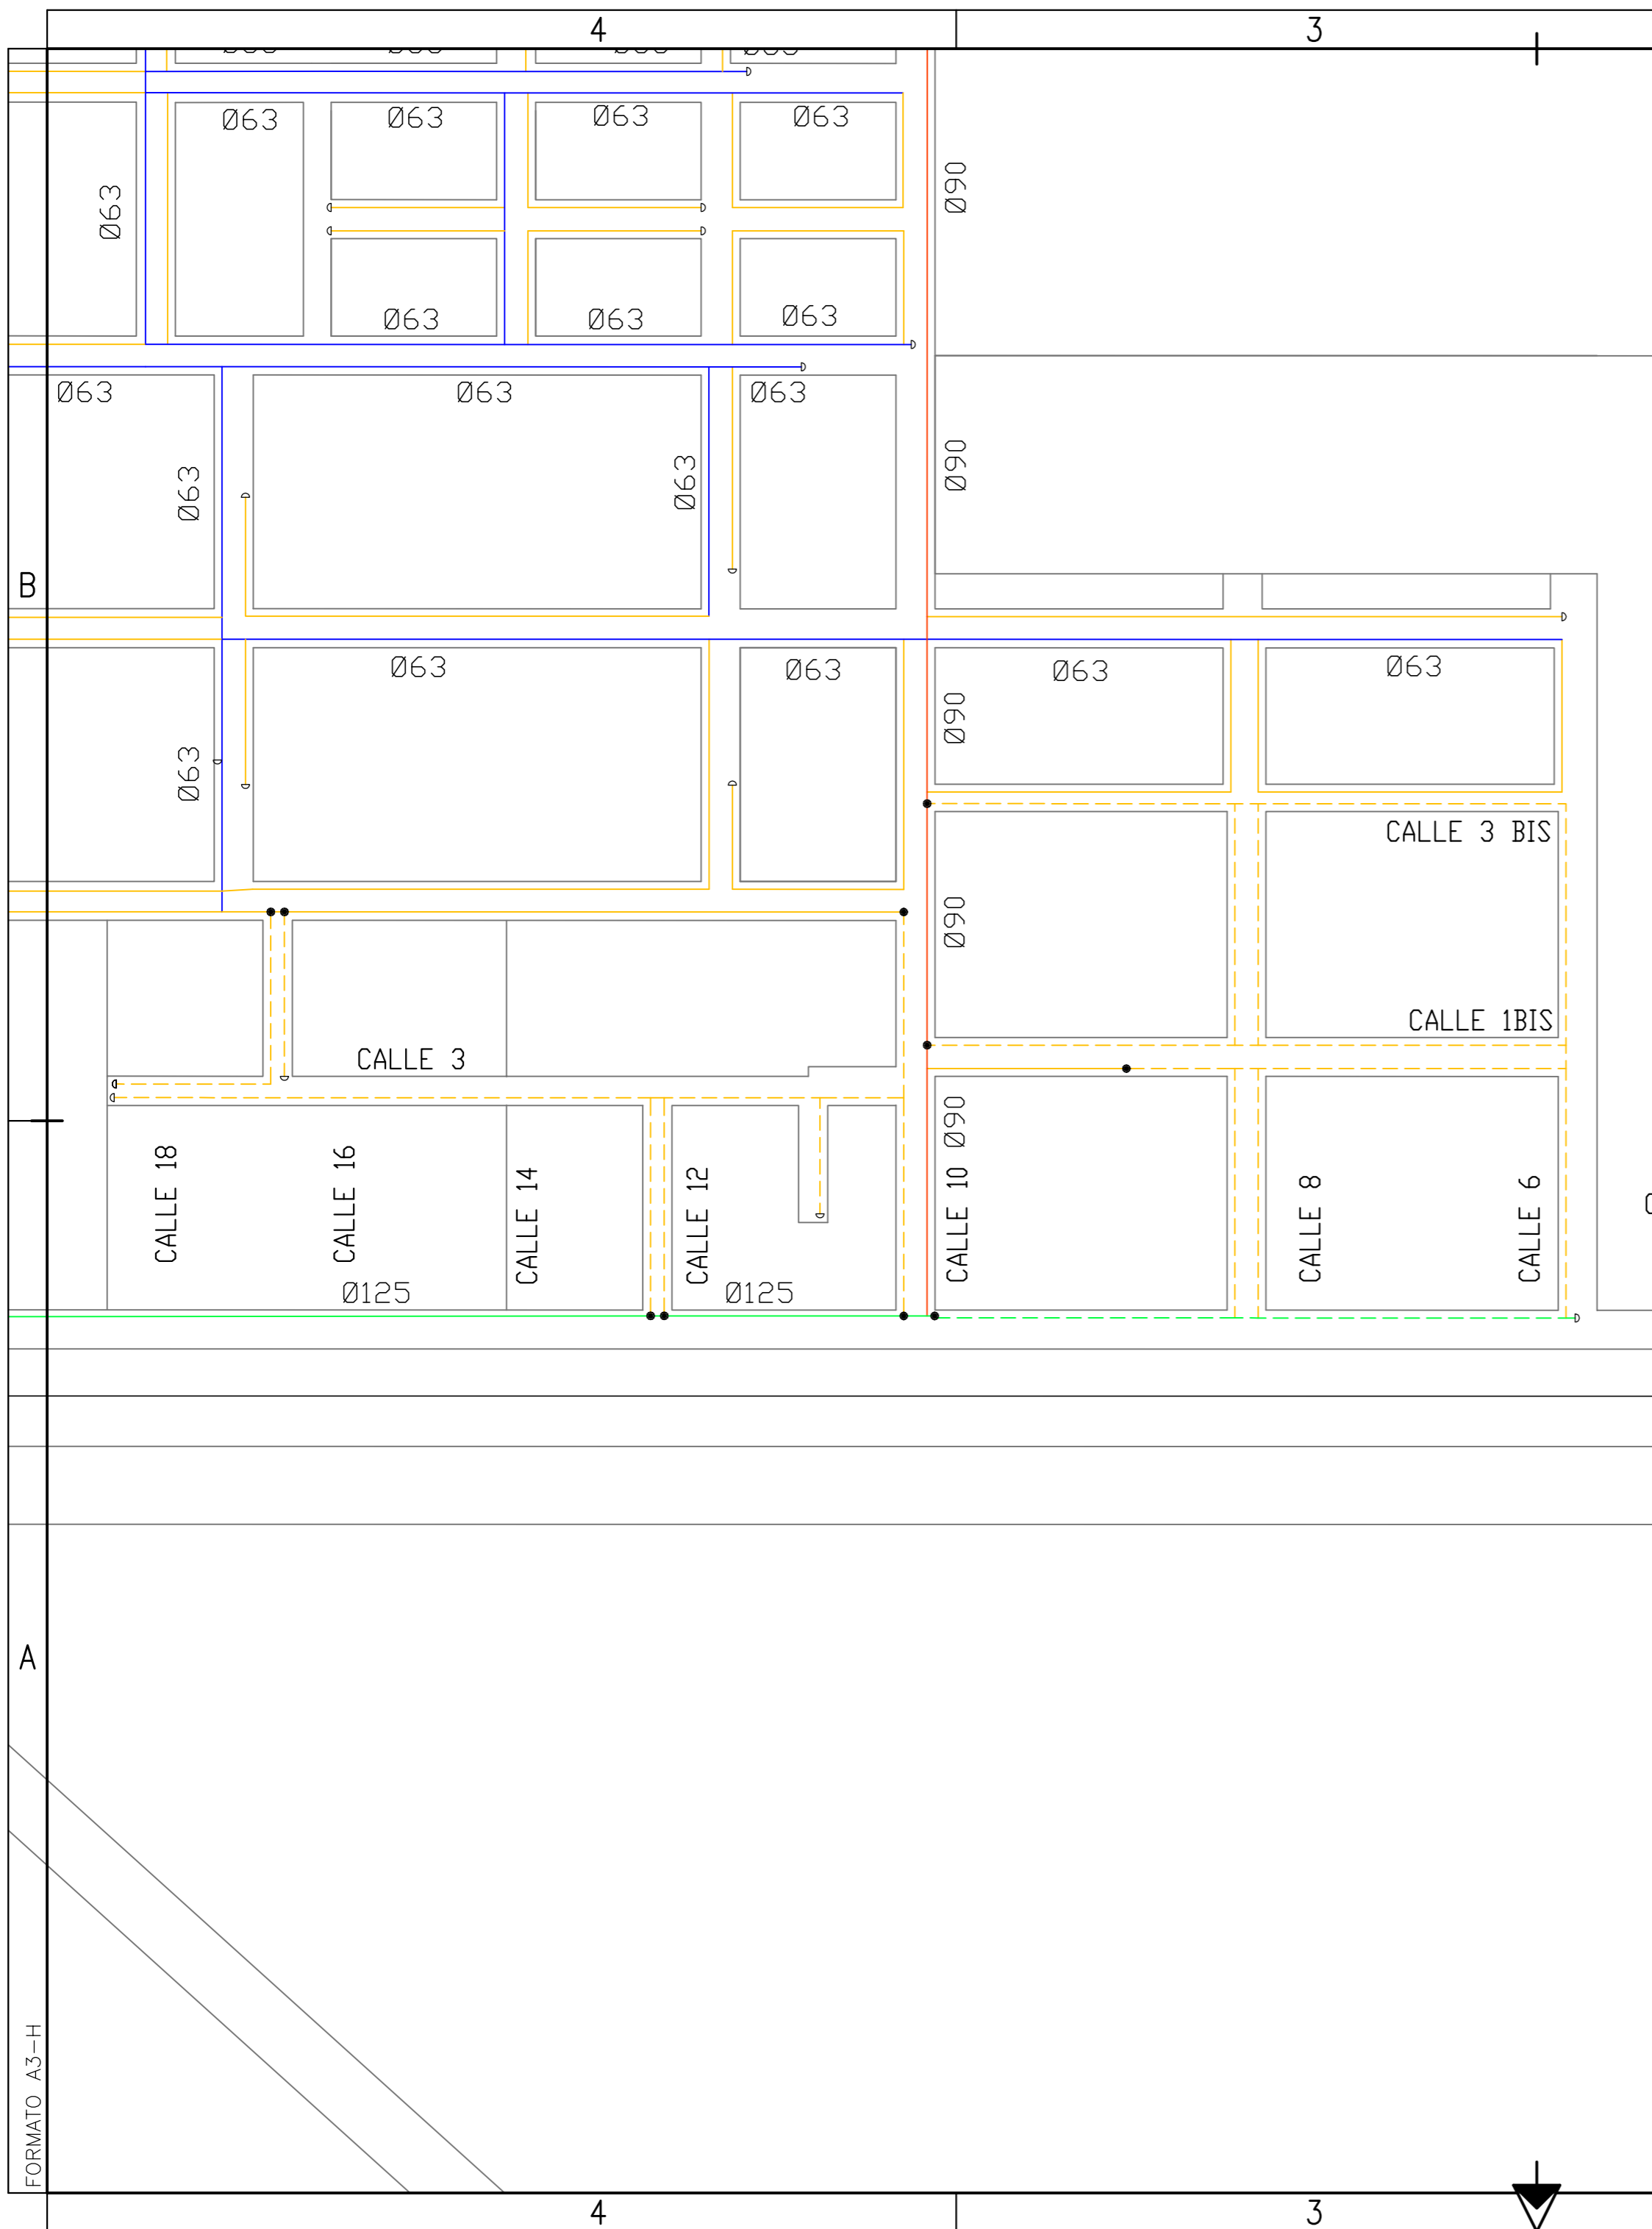 4 3
Ø63 Ø63 Ø63 Ø63
Ø63
Ø90
Ø63 Ø63 Ø63
Ø63 Ø63 Ø63
Ø63
Ø63
Ø90
B
Ø63 Ø63 Ø63 Ø63
Ø90
Ø63
CALLE 3 BIS
Ø90
CALLE 1BIS
CALLE 3
CALLE 18
CALLE 16
CALLE 14
CALLE 12
CALLE 10 Ø90
CALLE 8
CALLE 6
Ø125 Ø125
A
FORMATO A3-H
4 3